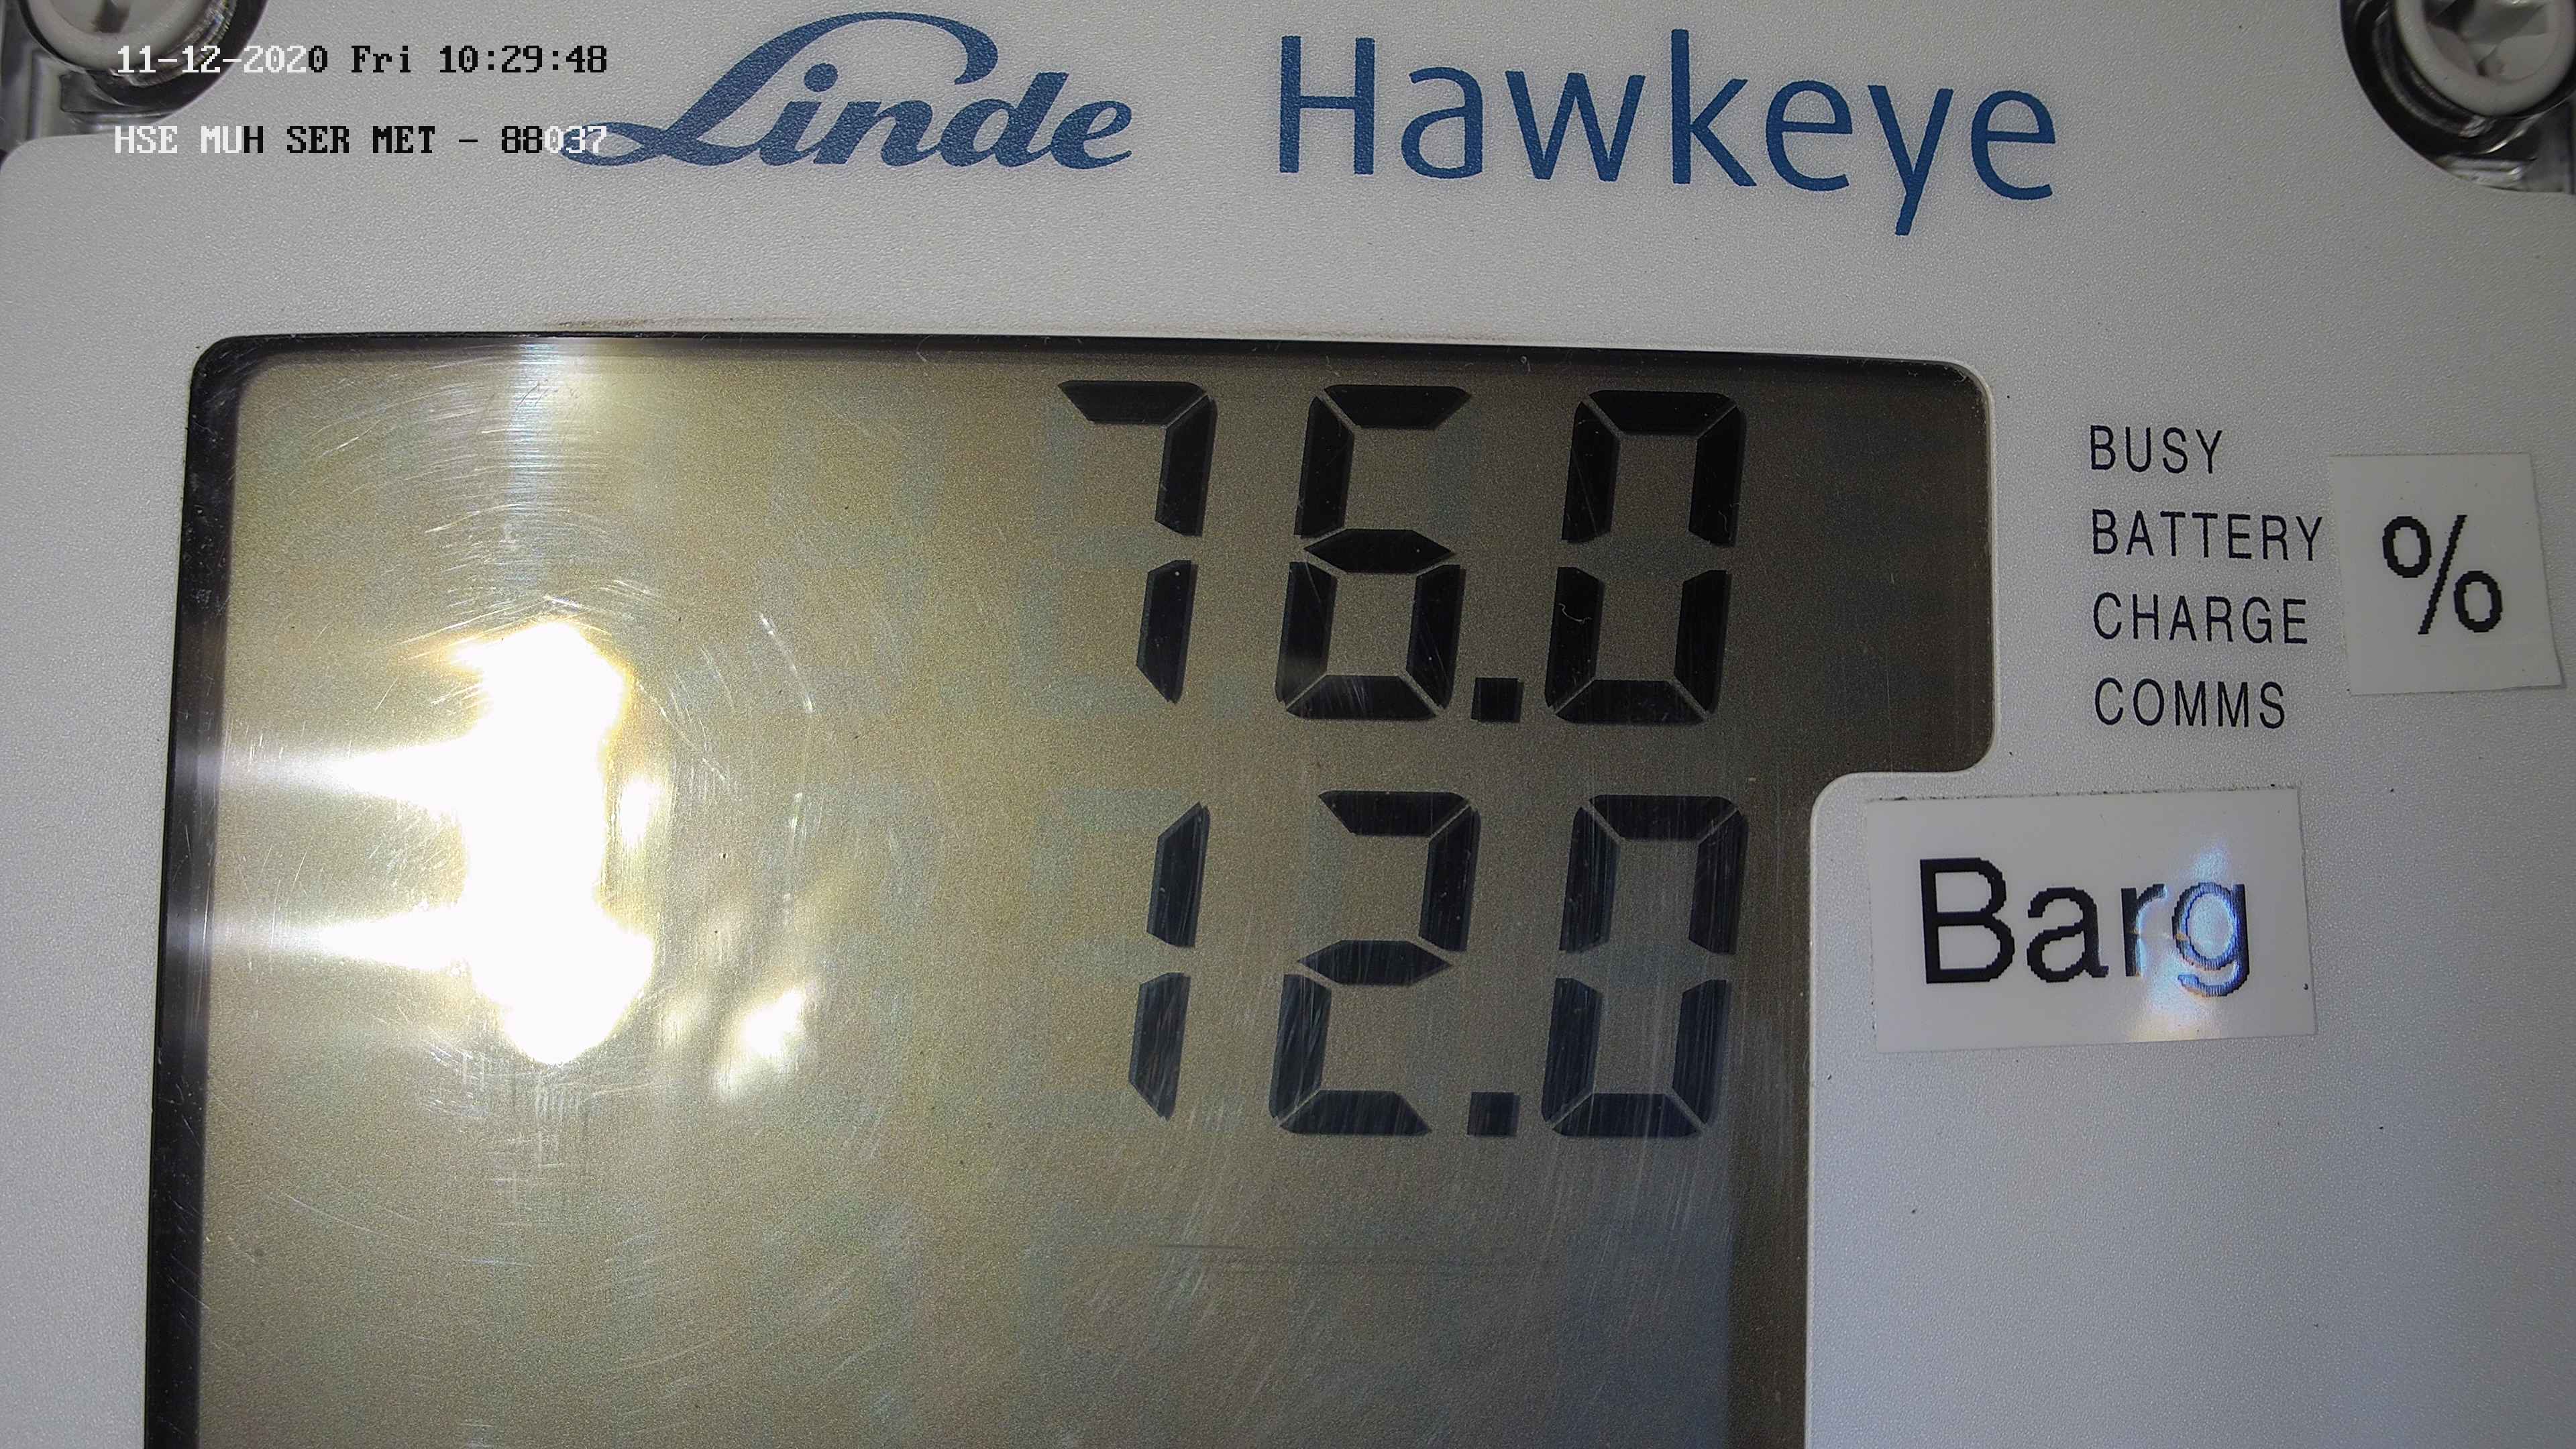 11-12-2020 Fri 10:29:48
HSE MUH SER MET - 88037
Linde Hawkeye
76.0
BUSY
BATTERY
CHARGE
COMMS
%
12.0
Barg